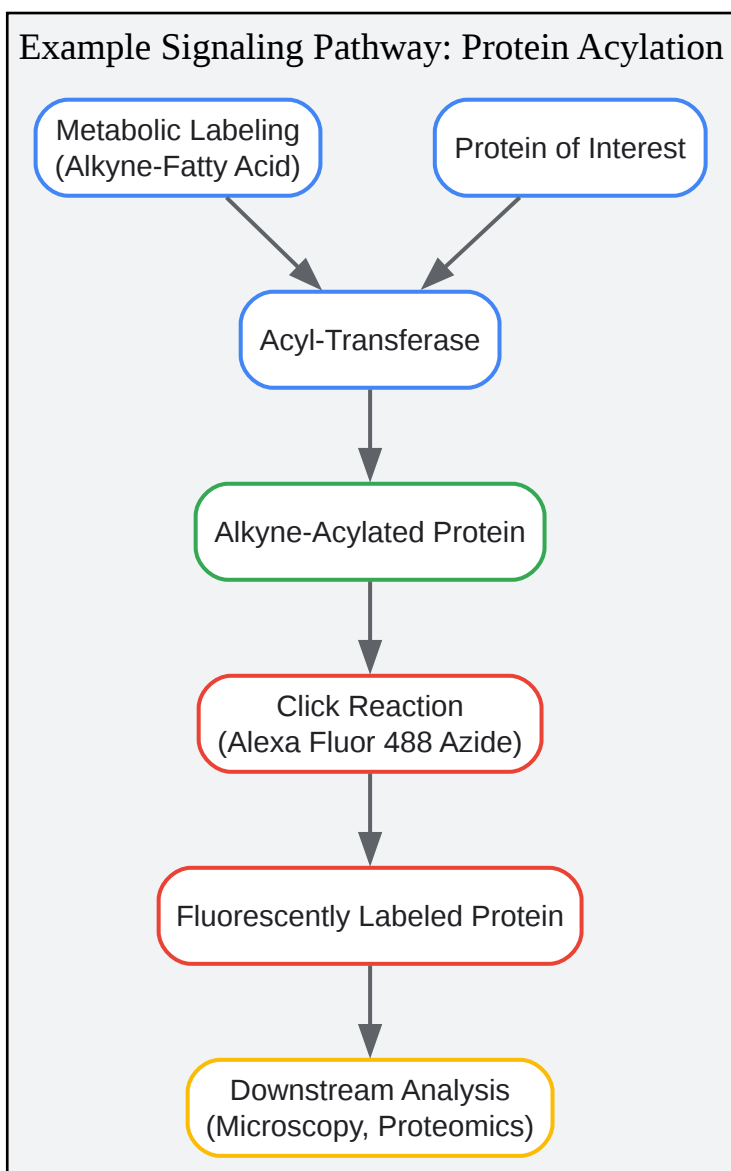 Example Signaling Pathway: Protein Acylation
Metabolic Labeling
(Alkyne-Fatty Acid)
Protein of Interest
Acyl-Transferase
Alkyne-Acylated Protein
Click Reaction
(Alexa Fluor 488 Azide)
Fluorescently Labeled Protein
Downstream Analysis
(Microscopy, Proteomics)